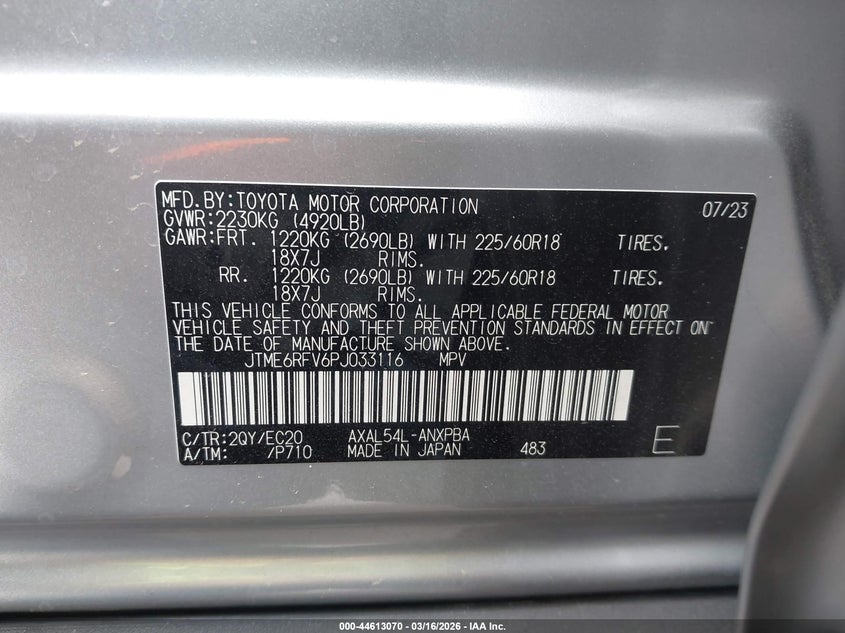 MFD.BY:TOYOTA MOTOR CORPORATION 07/23
GVWR:2230KG (4920LB)
GAWR:FRT. 1220KG (2690LB) WITH 225/60R18 TIRES.
18X7J RIMS.
RR. 1220KG (2690LB) WITH 225/60R18 TIRES.
18X7J RIMS.
THIS VEHICLE CONFORMS TO ALL APPLICABLE FEDERAL MOTOR
VEHICLE SAFETY AND THEFT PREVENTION STANDARDS IN EFFECT ON
THE DATE OF MANUFACTURE SHOWN ABOVE.
JTME6RFV6PJ033116 MPV
C/TR:2QY/EC20 AXAL54L-ANXPBA
A/TM: /P710 MADE IN JAPAN 483 E
000-44613070 - 03/16/2026 - IAA Inc.